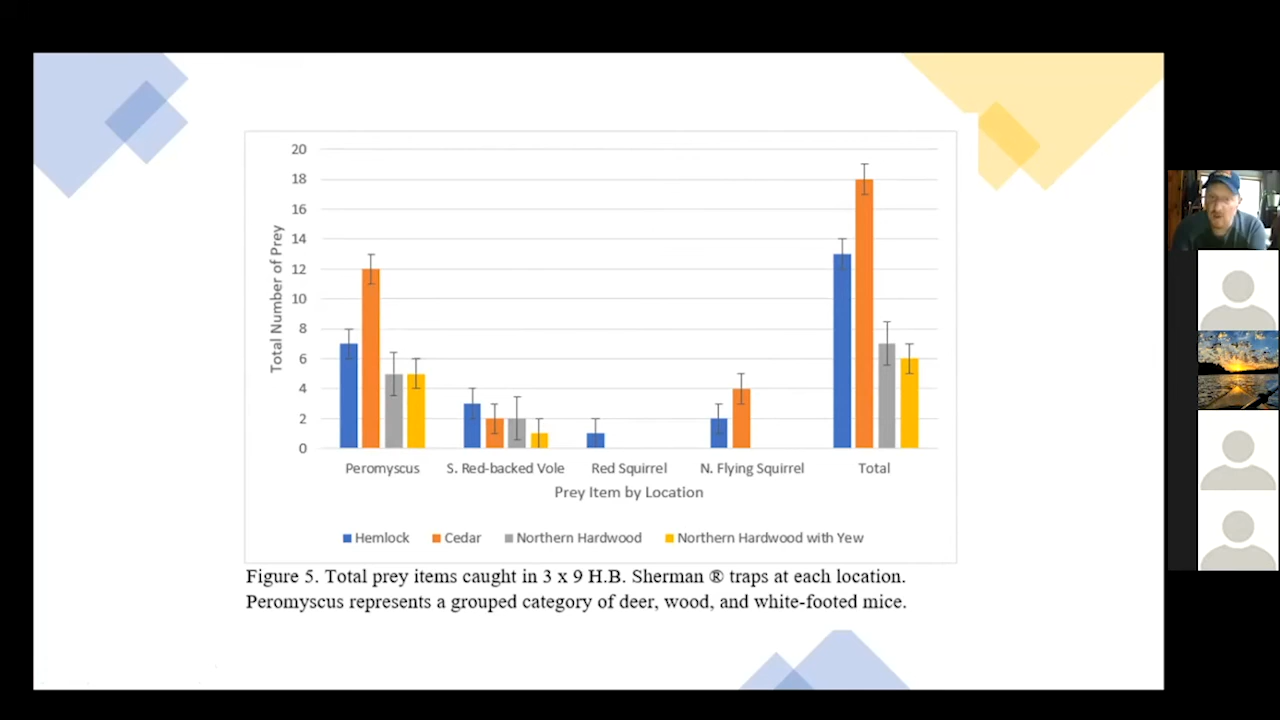 20
18
16
14
12
10
8
6
4
2
0
Total Number of Prey
Peromyscus S. Red-backed Vole Red Squirrel N. Flying Squirrel Total
Prey Item by Location
Hemlock Cedar Northern Hardwood Northern Hardwood with Yew
Figure 5. Total prey items caught in 3 x 9 H.B. Sherman ® traps at each location.
Peromyscus represents a grouped category of deer, wood, and white-footed mice.